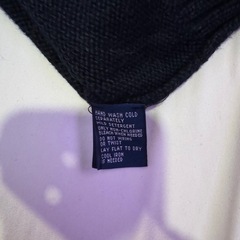 HAND WASH COLD
SEPARATELY
MILD DETERGENT
ONLY NON-CHLORINE
BLEACH WHEN NEEDED
DO NOT WRING
OR TWIST
LAY FLAT TO DRY
COOL IRON
IF NEEDED